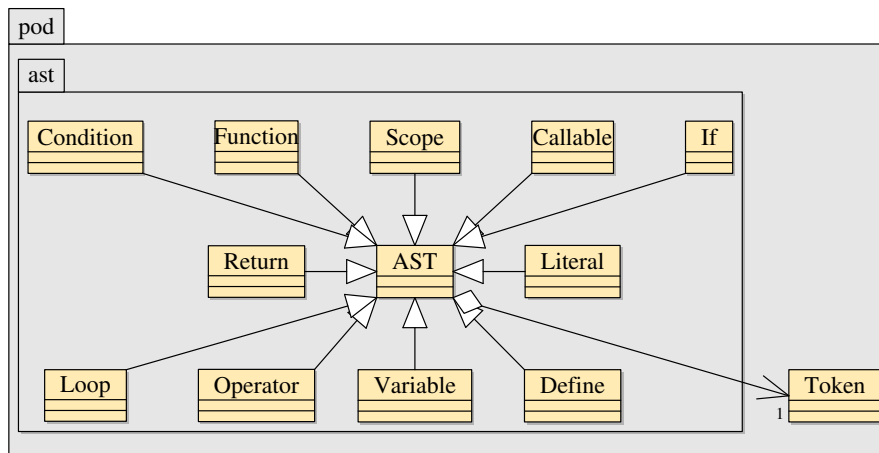 pod
ast
Condition Function Scope Callable If
Return AST Literal
Loop Operator Variable Define Token
1